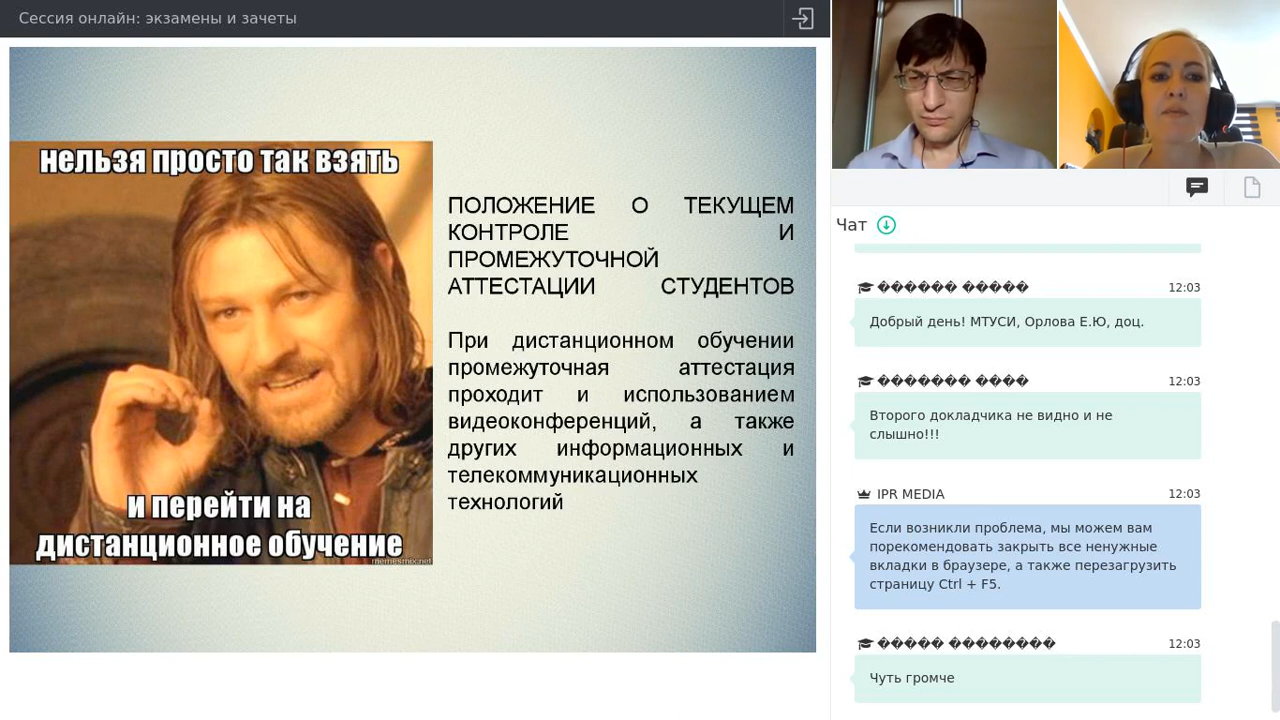 Сессия онлайн: экзамены и зачеты
нельзя просто так взять
и перейти на
дистанционное обучение
memesmix.net
ПОЛОЖЕНИЕ О ТЕКУЩЕМ
КОНТРОЛЕ И
ПРОМЕЖУТОЧНОЙ
АТТЕСТАЦИИ СТУДЕНТОВ
При дистанционном обучении
промежуточная аттестация
проходит и использованием
видеоконференций, а также
других информационных и
телекоммуникационных
технологий
Чат
������ ����� 12:03
Добрый день! МТУСИ, Орлова Е.Ю, доц.
������� ���� 12:03
Второго докладчика не видно и не
слышно!!!
IPR MEDIA 12:03
Если возникли проблема, мы можем вам
порекомендовать закрыть все ненужные
вкладки в браузере, а также перезагрузить
страницу Ctrl + F5.
����� �������� 12:03
Чуть громче